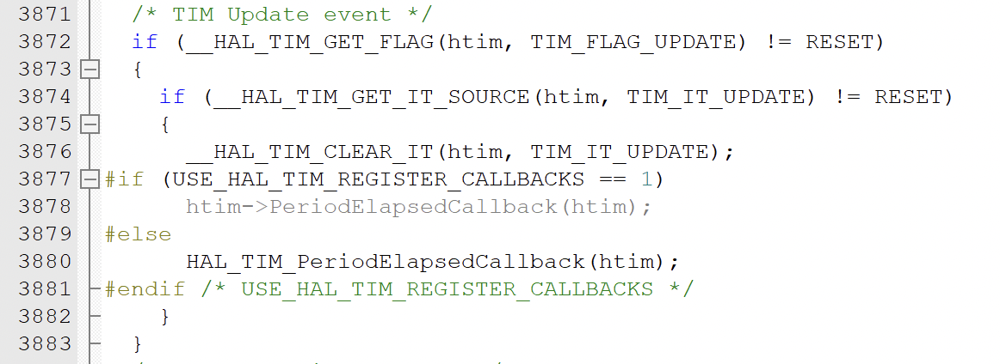 3871 /* TIM Update event */
3872 if (__HAL_TIM_GET_FLAG(htim, TIM_FLAG_UPDATE) != RESET)
3873 {
3874 if (__HAL_TIM_GET_IT_SOURCE(htim, TIM_IT_UPDATE) != RESET)
3875 {
3876 __HAL_TIM_CLEAR_IT(htim, TIM_IT_UPDATE);
3877 #if (USE_HAL_TIM_REGISTER_CALLBACKS == 1)
3878 htim->PeriodElapsedCallback(htim);
3879 #else
3880 HAL_TIM_PeriodElapsedCallback(htim);
3881 #endif /* USE_HAL_TIM_REGISTER_CALLBACKS */
3882 }
3883 }